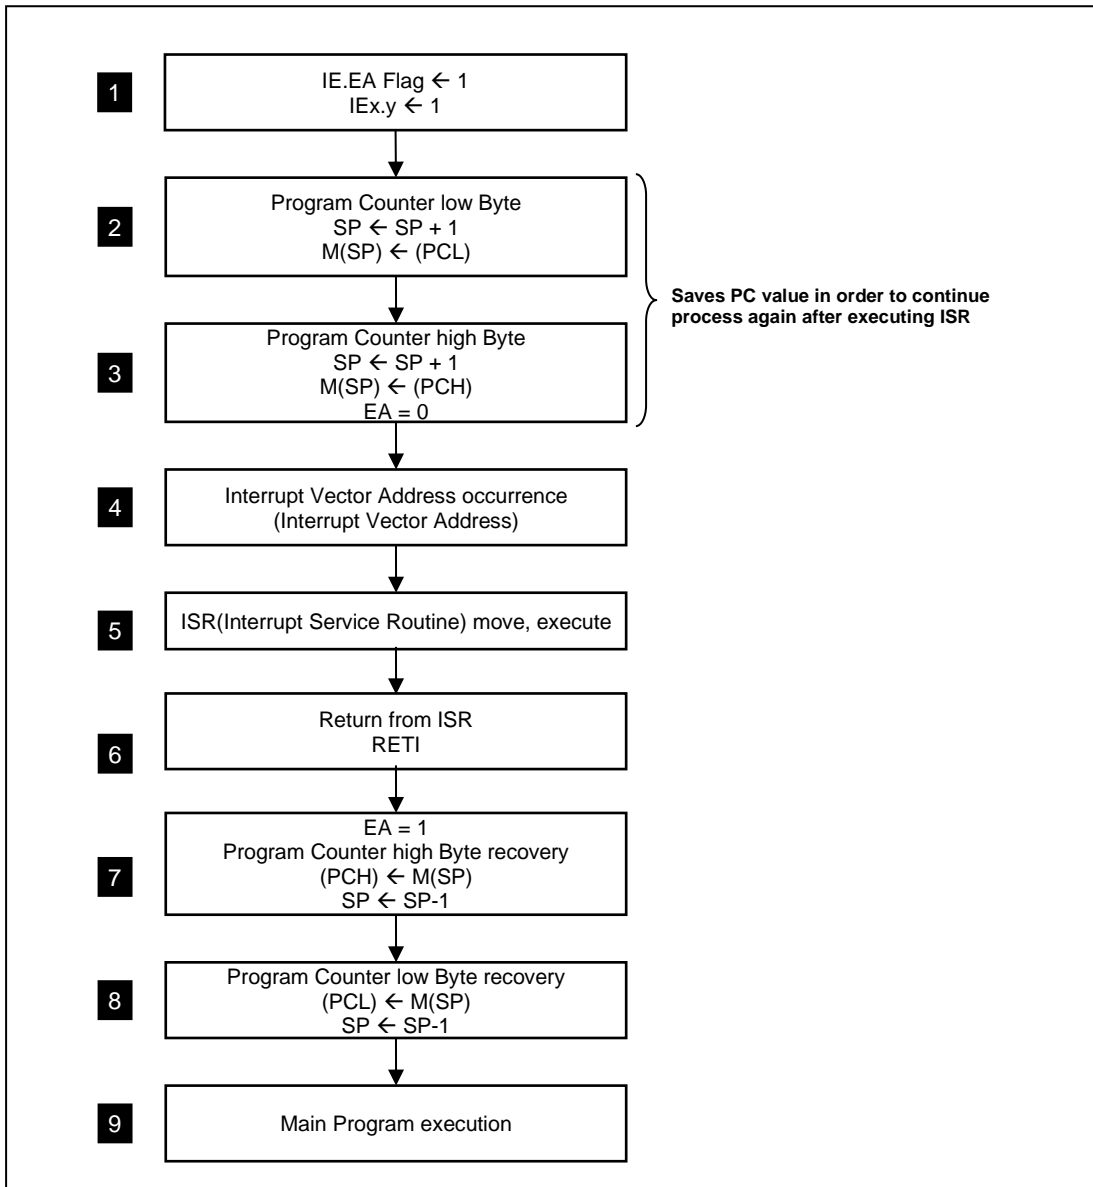 1
IE.EA Flag ← 1
IEx.y ← 1
2
Program Counter low Byte
SP ← SP + 1
M(SP) ← (PCL)
Saves PC value in order to continue
process again after executing ISR
3
Program Counter high Byte
SP ← SP + 1
M(SP) ← (PCH)
EA = 0
4
Interrupt Vector Address occurrence
(Interrupt Vector Address)
5
ISR(Interrupt Service Routine) move, execute
6
Return from ISR
RETI
7
EA = 1
Program Counter high Byte recovery
(PCH) ← M(SP)
SP ← SP-1
8
Program Counter low Byte recovery
(PCL) ← M(SP)
SP ← SP-1
9
Main Program execution